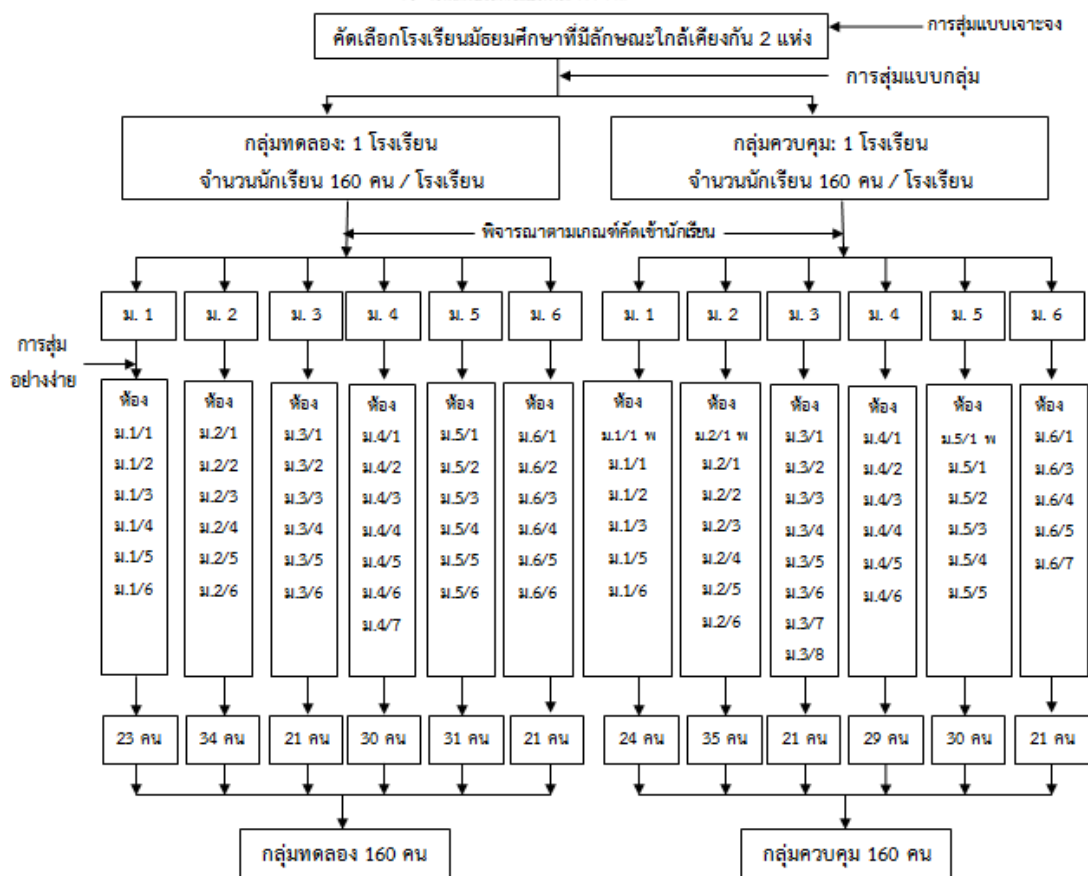 คัดเลือกโรงเรียนมัธยมศึกษาที่มีลักษณะใกล้เคียงกัน 2 แห่ง
การสุ่มแบบเจาะจง
การสุ่มแบบกลุ่ม
กลุ่มทดลอง: 1 โรงเรียน
จำนวนนักเรียน 160 คน / โรงเรียน
กลุ่มควบคุม: 1 โรงเรียน
จำนวนนักเรียน 160 คน / โรงเรียน
พิจารณาตามเกณฑ์คัดเข้านักเรียน
ม. 1
ม. 2
ม. 3
ม. 4
ม. 5
ม. 6
ม. 1
ม. 2
ม. 3
ม. 4
ม. 5
ม. 6
การสุ่ม
อย่างง่าย
ห้อง
ม.1/1
ม.1/2
ม.1/3
ม.1/4
ม.1/5
ม.1/6
ห้อง
ม.2/1
ม.2/2
ม.2/3
ม.2/4
ม.2/5
ม.2/6
ห้อง
ม.3/1
ม.3/2
ม.3/3
ม.3/4
ม.3/5
ม.3/6
ห้อง
ม.4/1
ม.4/2
ม.4/3
ม.4/4
ม.4/5
ม.4/6
ม.4/7
ห้อง
ม.5/1
ม.5/2
ม.5/3
ม.5/4
ม.5/5
ม.5/6
ห้อง
ม.6/1
ม.6/2
ม.6/3
ม.6/4
ม.6/5
ม.6/6
ห้อง
ม.1/1 พ
ม.1/1
ม.1/2
ม.1/3
ม.1/5
ม.1/6
ห้อง
ม.2/1 พ
ม.2/1
ม.2/2
ม.2/3
ม.2/4
ม.2/5
ม.2/6
ห้อง
ม.3/1
ม.3/2
ม.3/3
ม.3/4
ม.3/5
ม.3/6
ม.3/7
ม.3/8
ห้อง
ม.4/1
ม.4/2
ม.4/3
ม.4/4
ม.4/5
ม.4/6
ห้อง
ม.5/1 พ
ม.5/1
ม.5/2
ม.5/3
ม.5/4
ม.5/5
ห้อง
ม.6/1
ม.6/3
ม.6/4
ม.6/5
ม.6/7
23 คน
34 คน
21 คน
30 คน
31 คน
21 คน
24 คน
35 คน
21 คน
29 คน
30 คน
21 คน
กลุ่มทดลอง 160 คน
กลุ่มควบคุม 160 คน